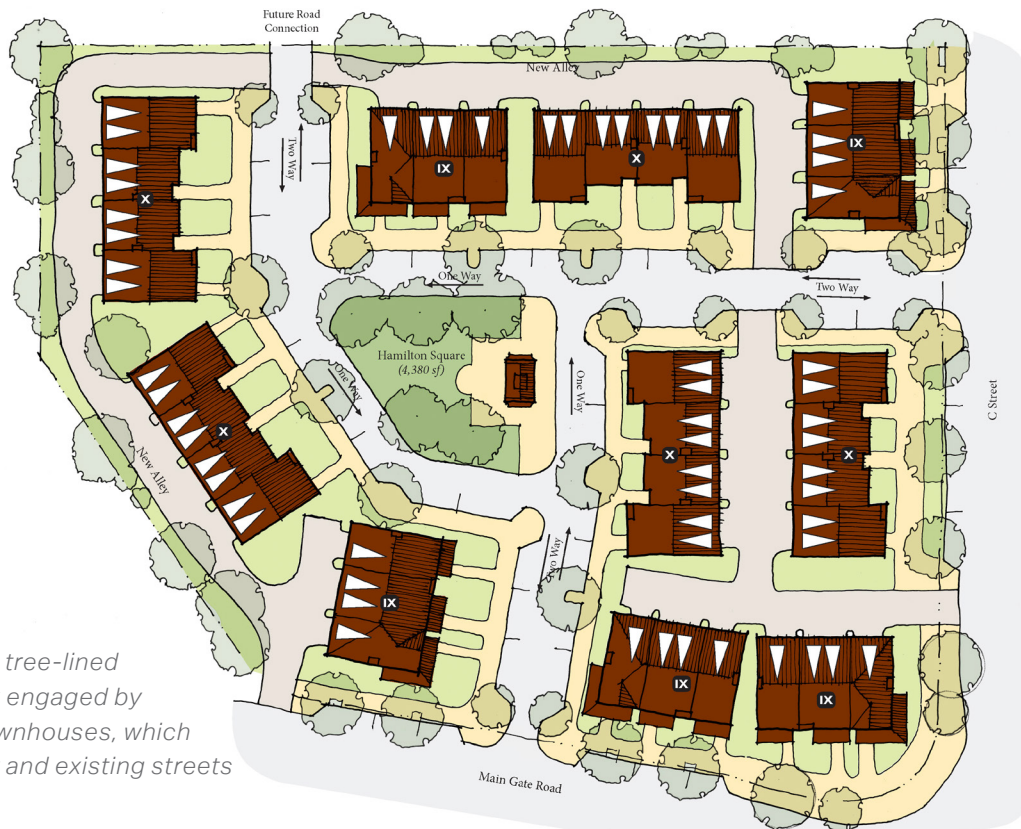 Future Road
Connection
New Alley
Two Way
X
IX
X
IX
One Way
Two Way
Hamilton Square
(4,380 sf)
One Way
One Way
C Street
X
X
X
New Alley
Two Way
IX
IX
IX
tree-lined
engaged by
wnhouses, which
and existing streets
Main Gate Road